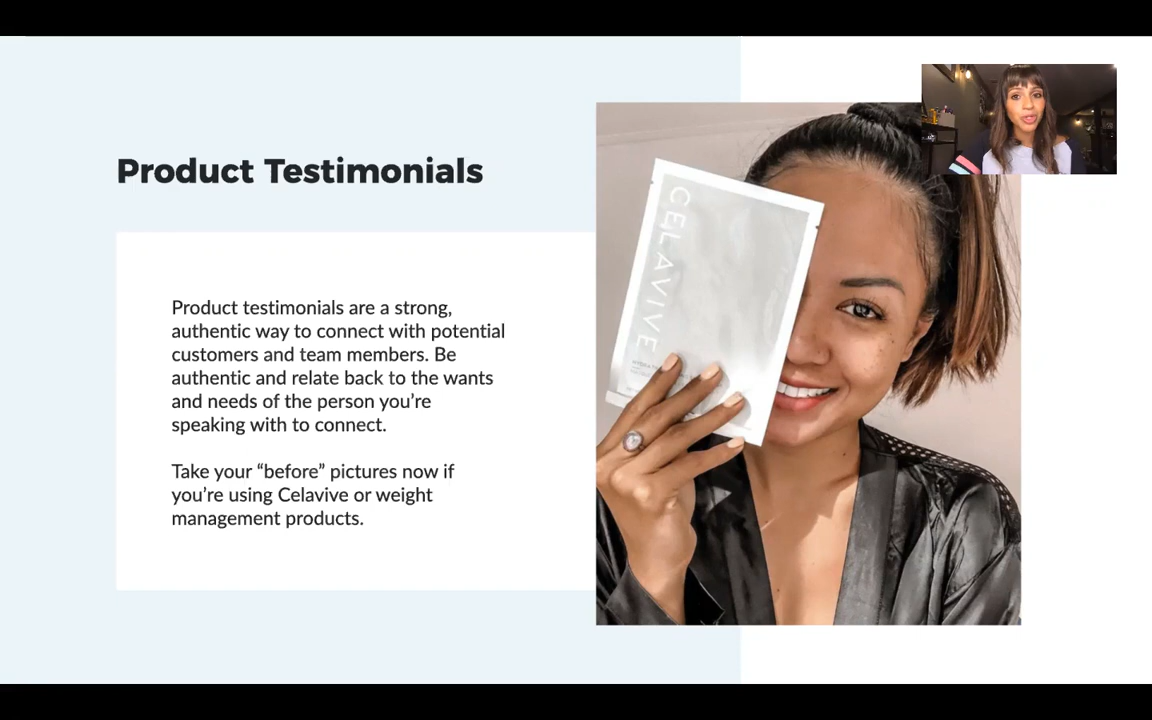 Product Testimonials
Product testimonials are a strong,
authentic way to connect with potential
customers and team members. Be
authentic and relate back to the wants
and needs of the person you’re
speaking with to connect.
Take your “before” pictures now if
you’re using Celavive or weight
management products.
CELAVIVE